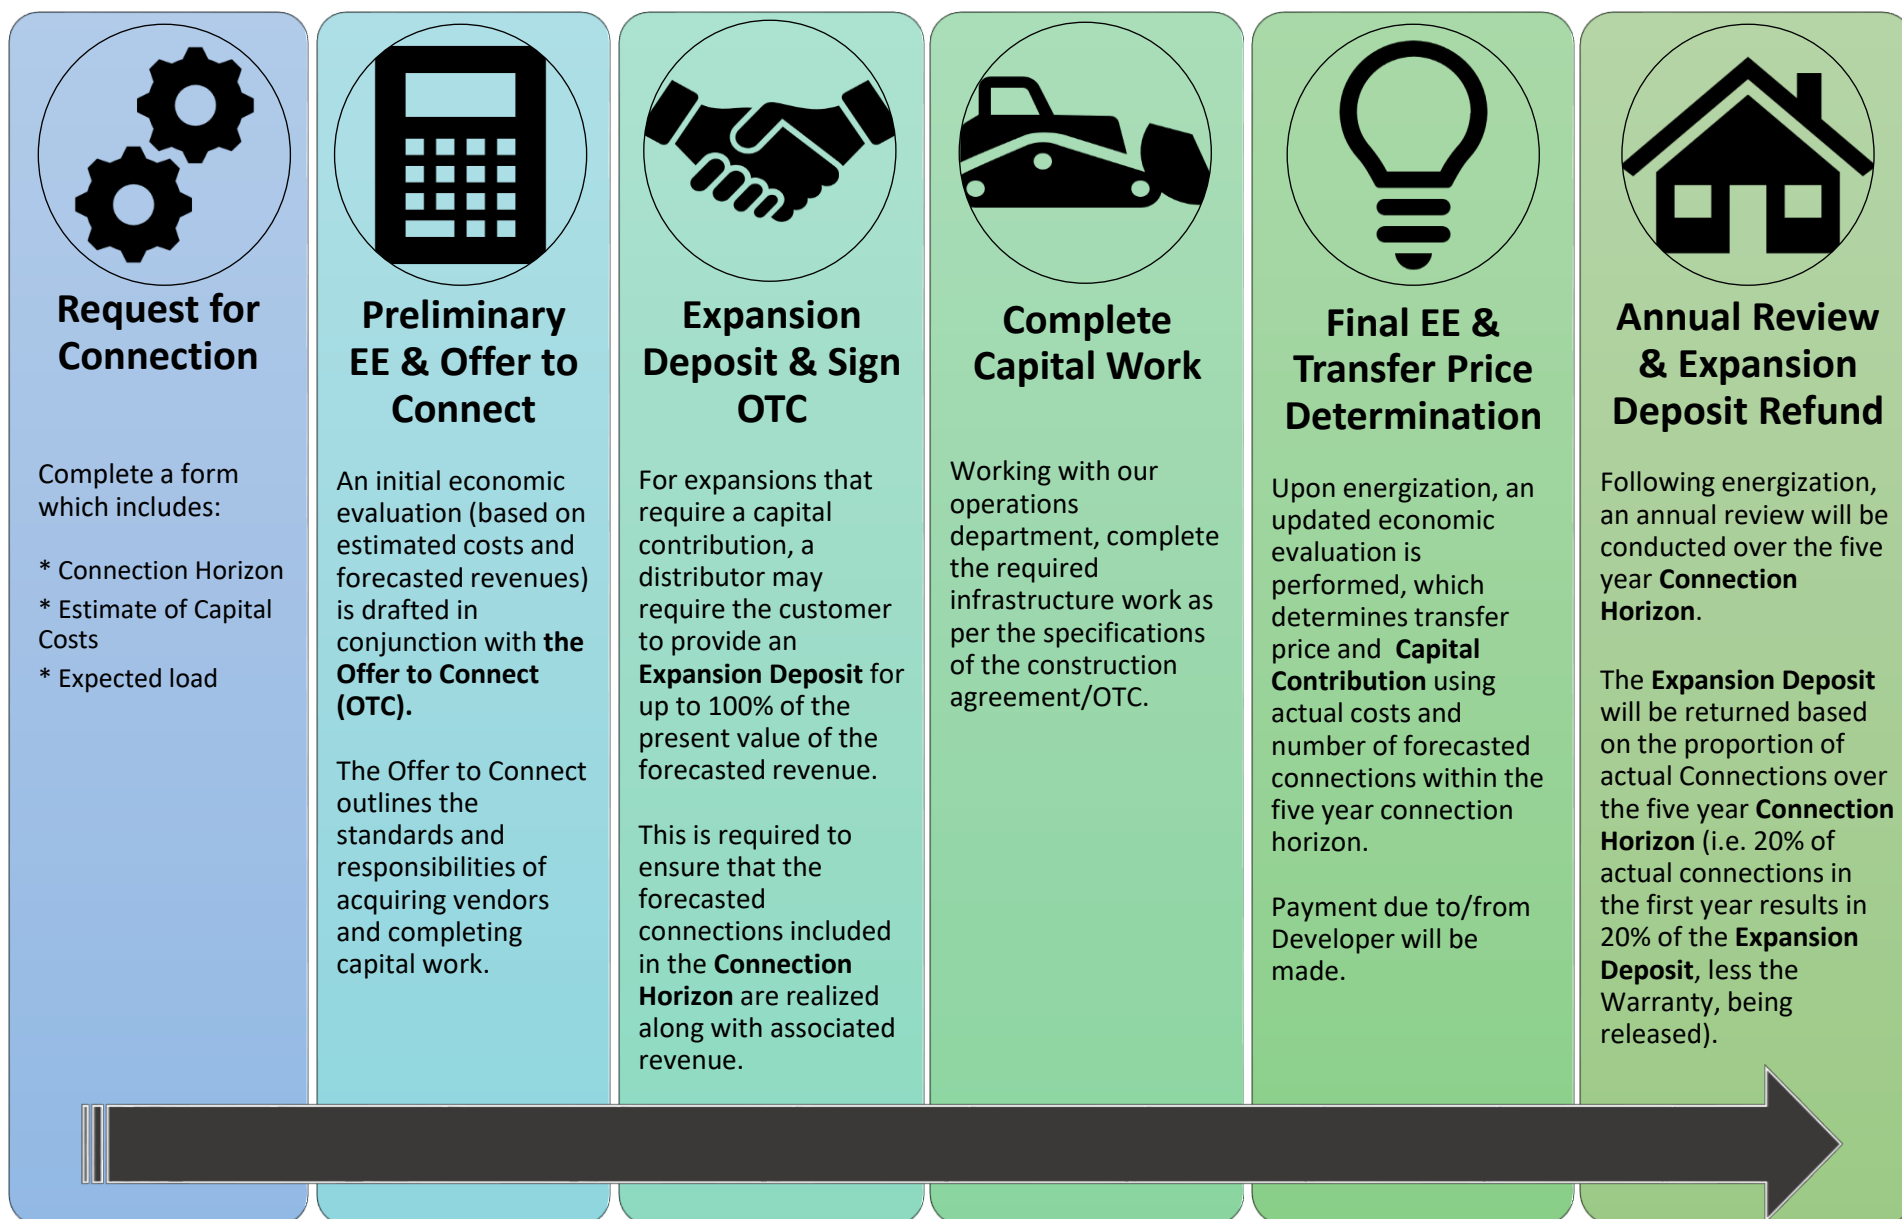 Request for
Connection
Complete a form
which includes:
* Connection Horizon
* Estimate of Capital
Costs
* Expected load
Preliminary
EE & Offer to
Connect
An initial economic
evaluation (based on
estimated costs and
forecasted revenues)
is drafted in
conjunction with the
Offer to Connect
(OTC).
The Offer to Connect
outlines the
standards and
responsibilities of
acquiring vendors
and completing
capital work.
Expansion
Deposit & Sign
OTC
For expansions that
require a capital
contribution, a
distributor may
require the customer
to provide an
Expansion Deposit for
up to 100% of the
present value of the
forecasted revenue.
This is required to
ensure that the
forecasted
connections included
in the Connection
Horizon are realized
along with associated
revenue.
Complete
Capital Work
Working with our
operations
department, complete
the required
infrastructure work as
per the specifications
of the construction
agreement/OTC.
Final EE &
Transfer Price
Determination
Upon energization, an
updated economic
evaluation is
performed, which
determines transfer
price and Capital
Contribution using
actual costs and
number of forecasted
connections within the
five year connection
horizon.
Payment due to/from
Developer will be
made.
Annual Review
& Expansion
Deposit Refund
Following energization,
an annual review will be
conducted over the five
year Connection
Horizon.
The Expansion Deposit
will be returned based
on the proportion of
actual Connections over
the five year Connection
Horizon (i.e. 20% of
actual connections in
the first year results in
20% of the Expansion
Deposit, less the
Warranty, being
released).